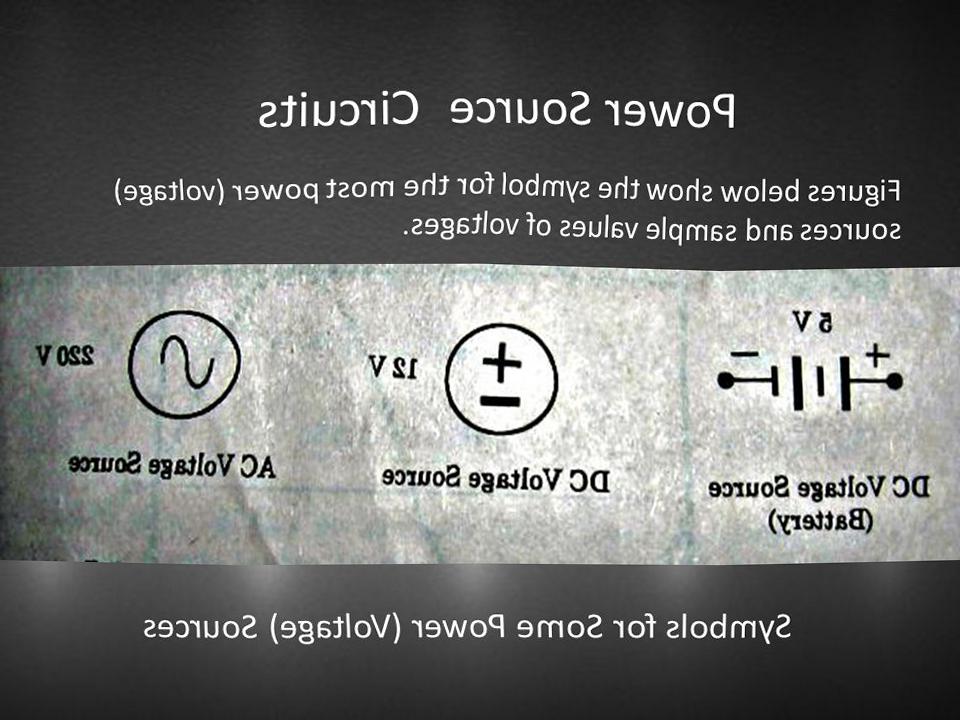 Power Source Circuits
Figures below show the symbol for the most power (voltage)
sources and sample values of voltages.
5 V
+ −
DC Voltage Source
(Battery)
12 V
+
−
DC Voltage Source
220 V
AC Voltage Source
Symbols for Some Power (Voltage) Sources